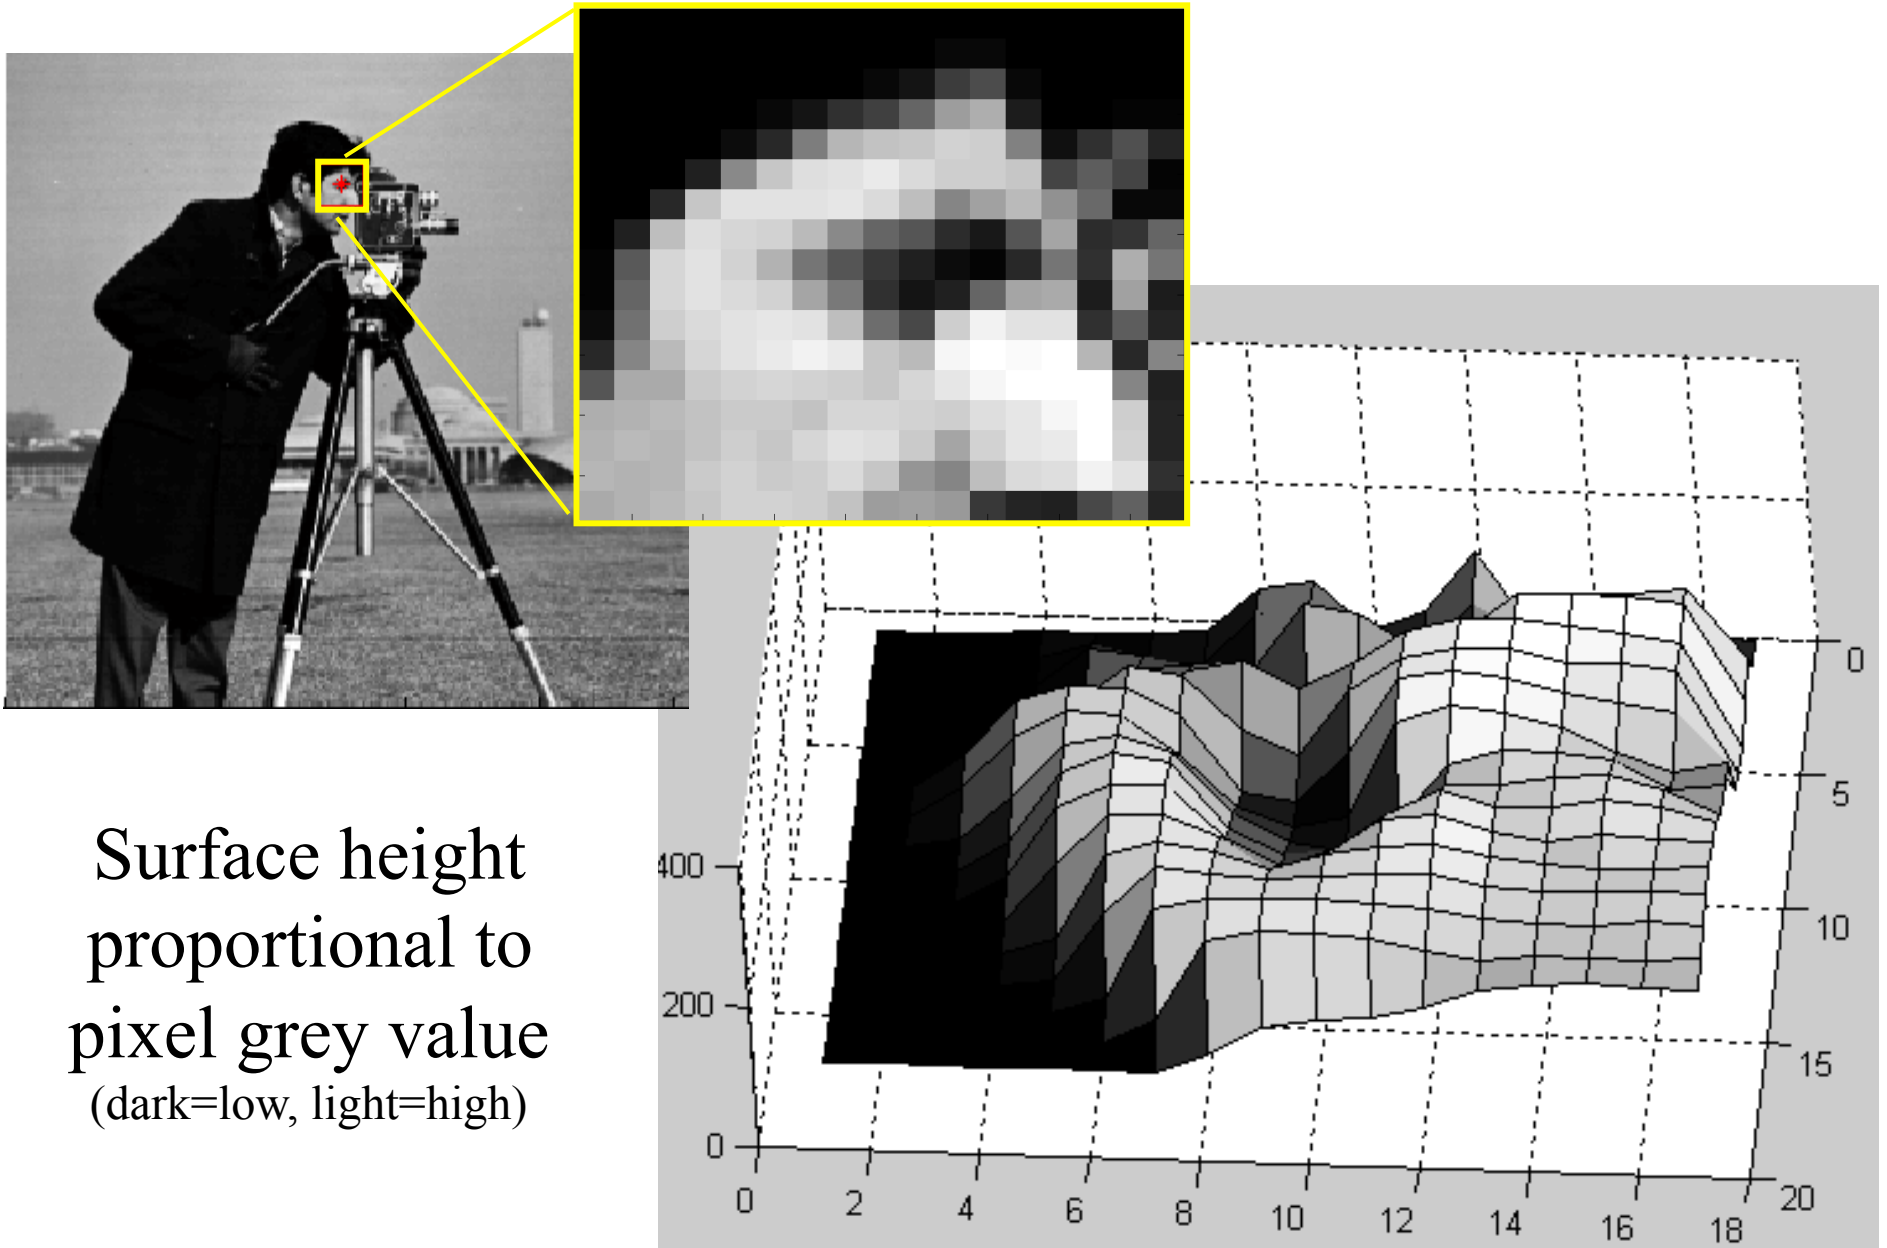 Surface height
proportional to
pixel grey value
(dark=low, light=high)
400
200
0
0 2 4 6 8 10 12 14 16 18
0
5
10
15
20